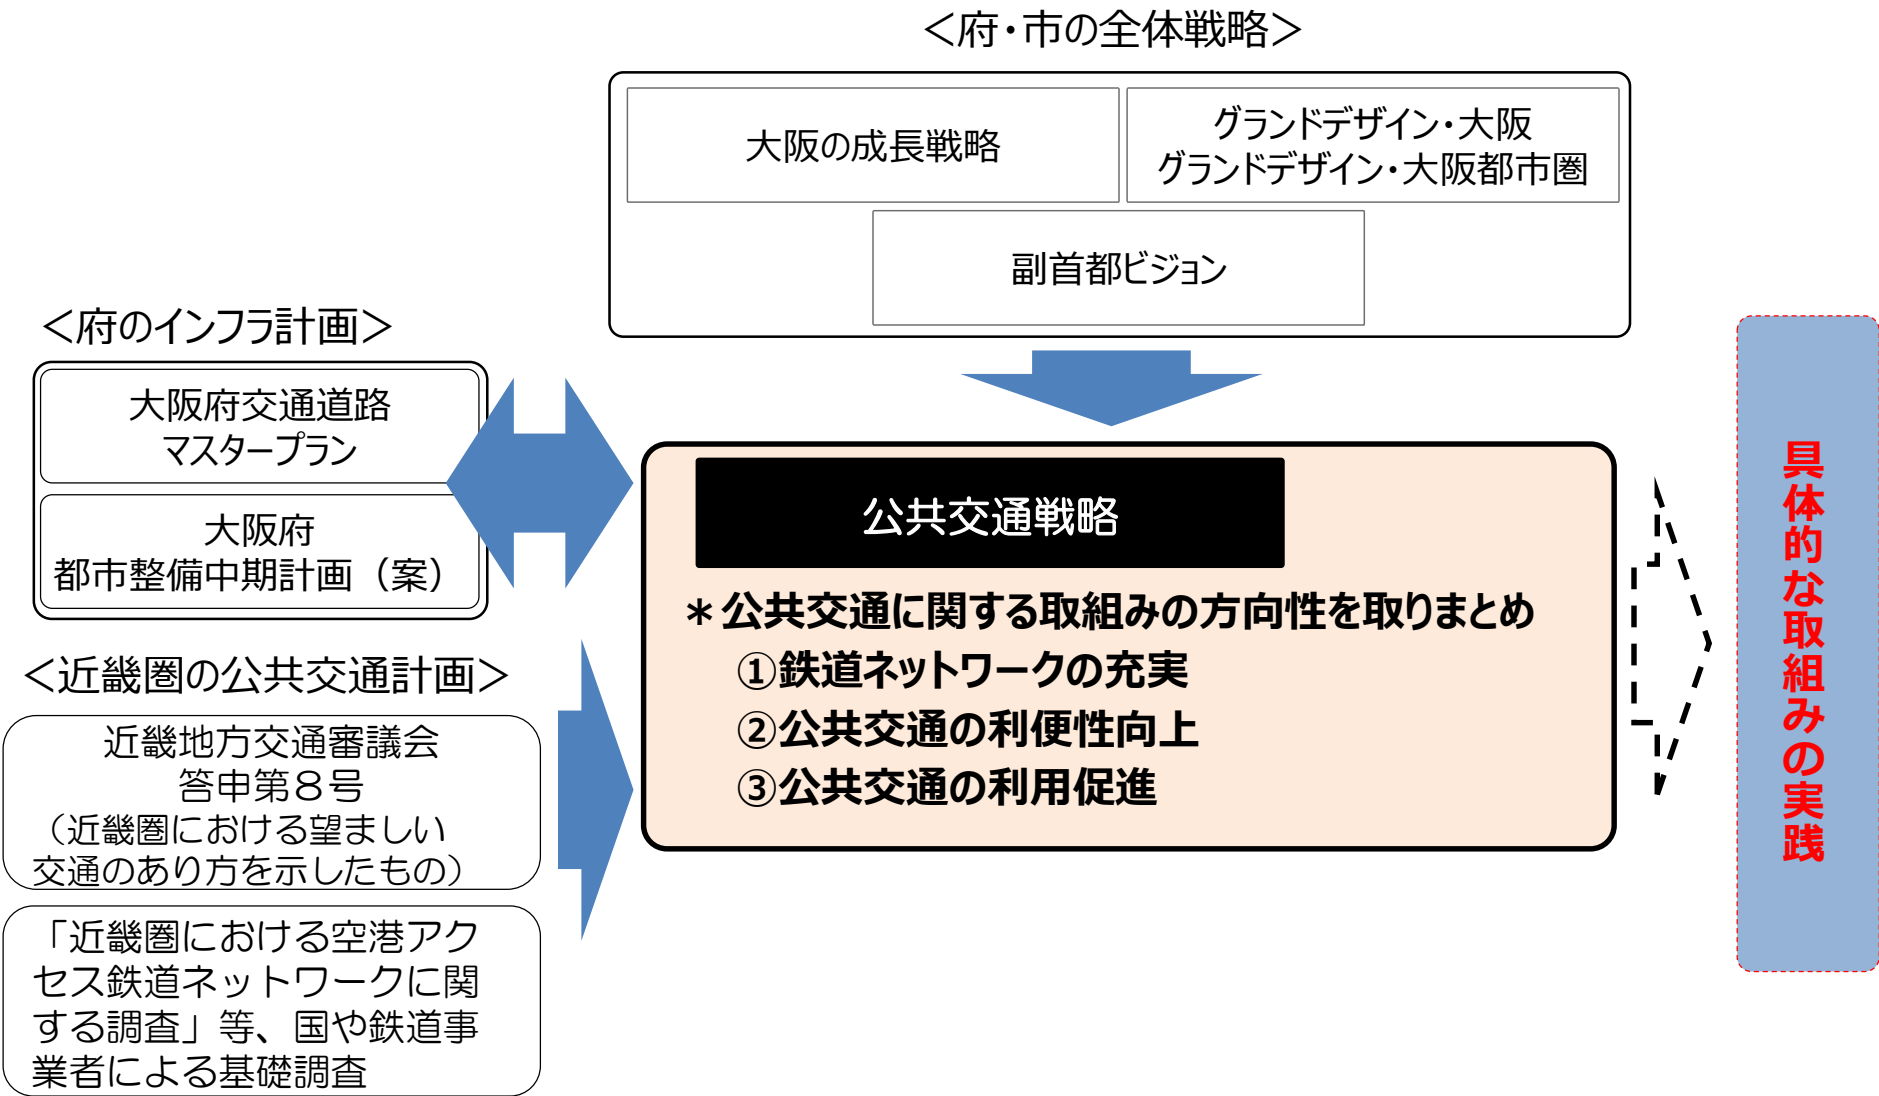 ＜府・市の全体戦略＞
大阪の成長戦略
グランドデザイン・大阪
グランドデザイン・大阪都市圏
副首都ビジョン
＜府のインフラ計画＞
大阪府交通道路
マスタープラン
大阪府
都市整備中期計画（案）
＜近畿圏の公共交通計画＞
近畿地方交通審議会
答申第８号
（近畿圏における望ましい
交通のあり方を示したもの）
「近畿圏における空港アク
セス鉄道ネットワークに関
する調査」等、国や鉄道事
業者による基礎調査
公共交通戦略
＊公共交通に関する取組みの方向性を取りまとめ
①鉄道ネットワークの充実
②公共交通の利便性向上
③公共交通の利用促進
具体的な取組みの実践